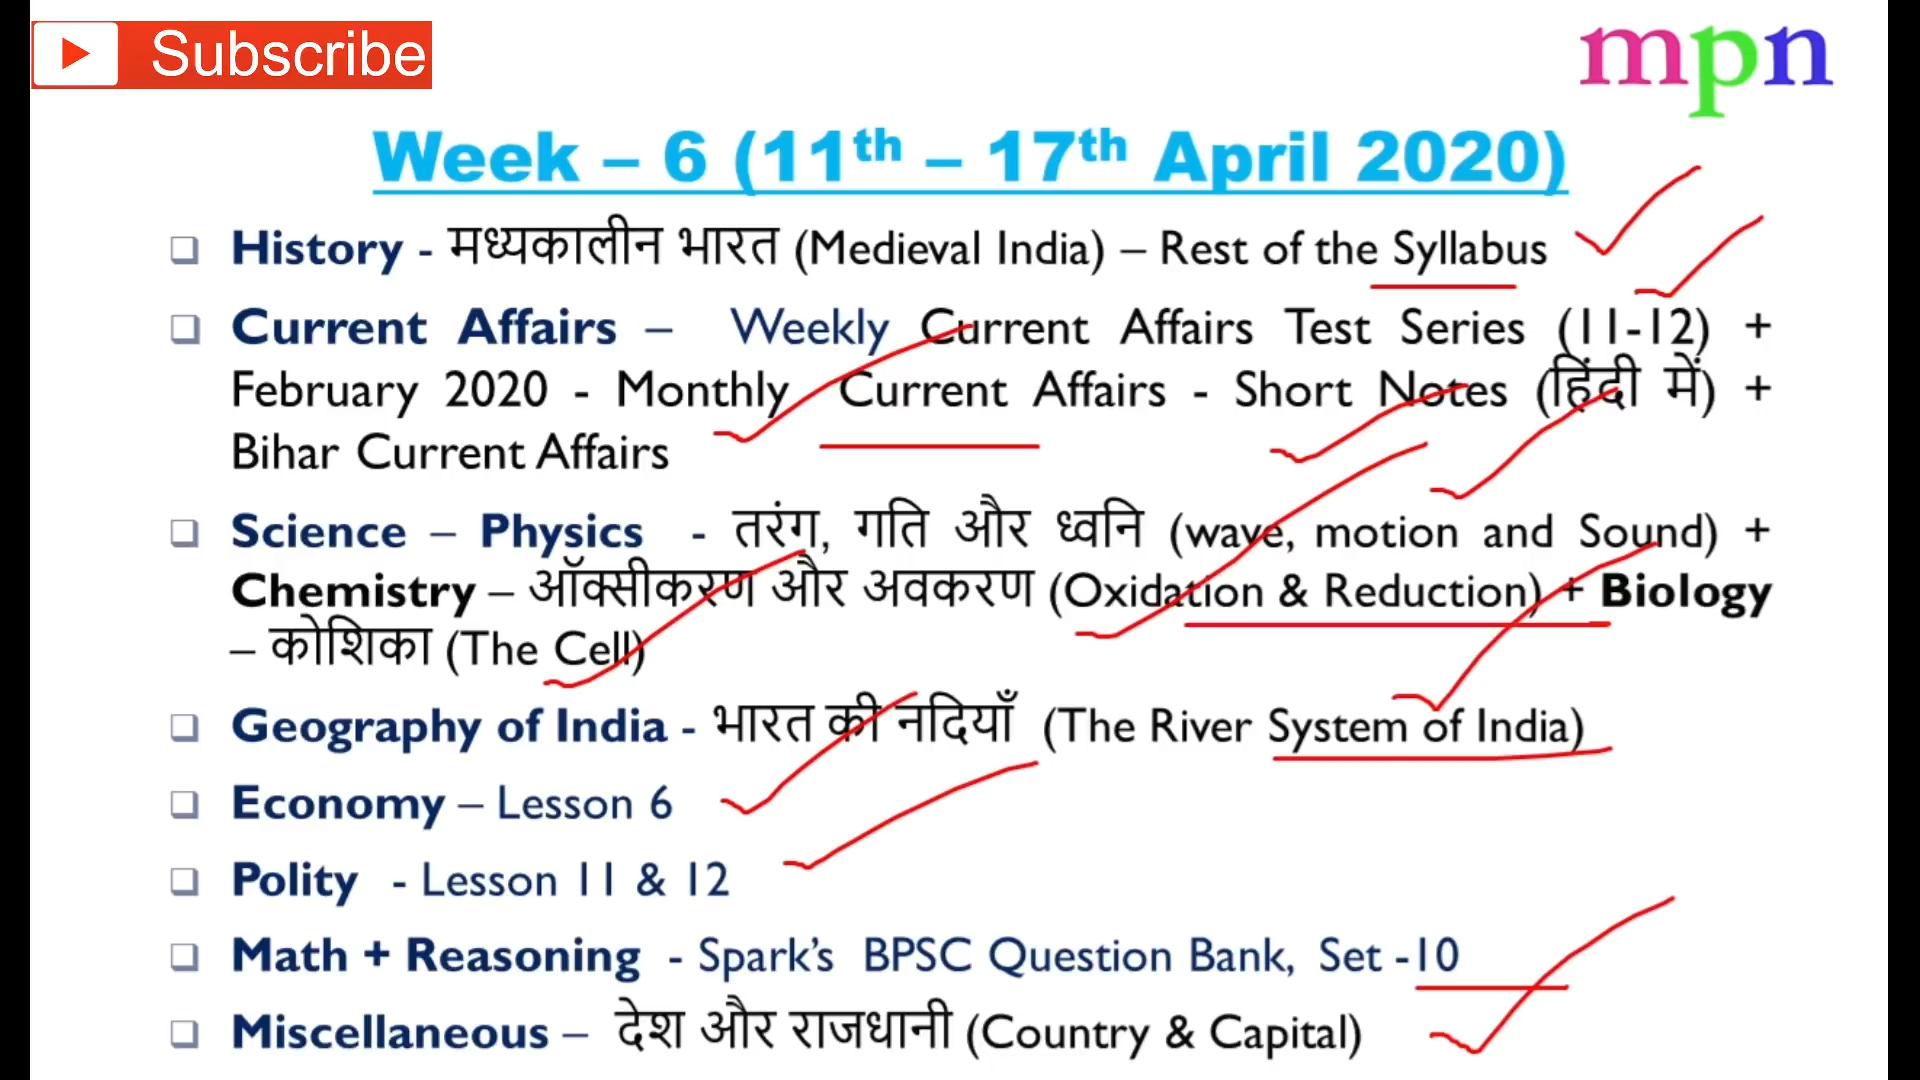 Subscribe
mpn
Week – 6 (11th – 17th April 2020)
History - मध्यकालीन भारत (Medieval India) – Rest of the Syllabus
Current Affairs – Weekly Current Affairs Test Series (11-12) +
February 2020 - Monthly Current Affairs - Short Notes (हिंदी में) +
Bihar Current Affairs
Science – Physics - तरंग, गति और ध्वनि (wave, motion and Sound) +
Chemistry – ऑक्सीकरण और अवकरण (Oxidation & Reduction) + Biology
– कोशिका (The Cell)
Geography of India - भारत की नदियाँ (The River System of India)
Economy – Lesson 6
Polity - Lesson 11 & 12
Math + Reasoning - Spark's BPSC Question Bank, Set -10
Miscellaneous – देश और राजधानी (Country & Capital)